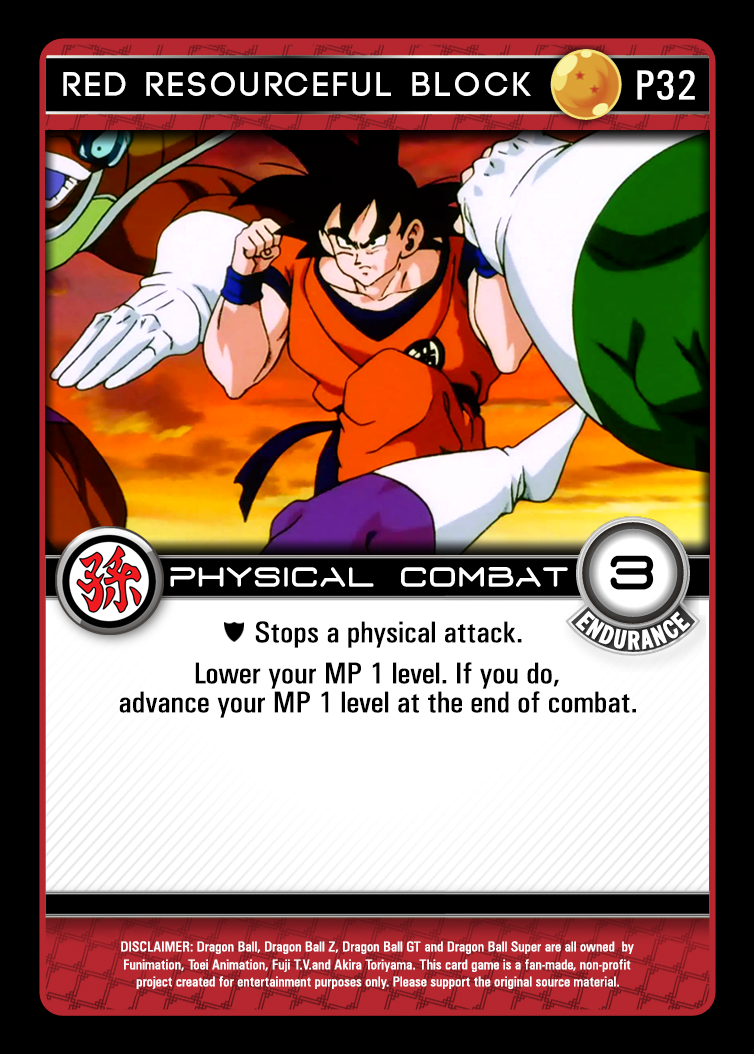 RED RESOURCEFUL BLOCK P32
孫 PHYSICAL COMBAT 3
ENDURANCE
Stops a physical attack.
Lower your MP 1 level. If you do,
advance your MP 1 level at the end of combat.
DISCLAIMER: Dragon Ball, Dragon Ball Z, Dragon Ball GT and Dragon Ball Super are all owned by
Funimation, Toei Animation, Fuji T.V.and Akira Toriyama. This card game is a fan-made, non-profit
project created for entertainment purposes only. Please support the original source material.